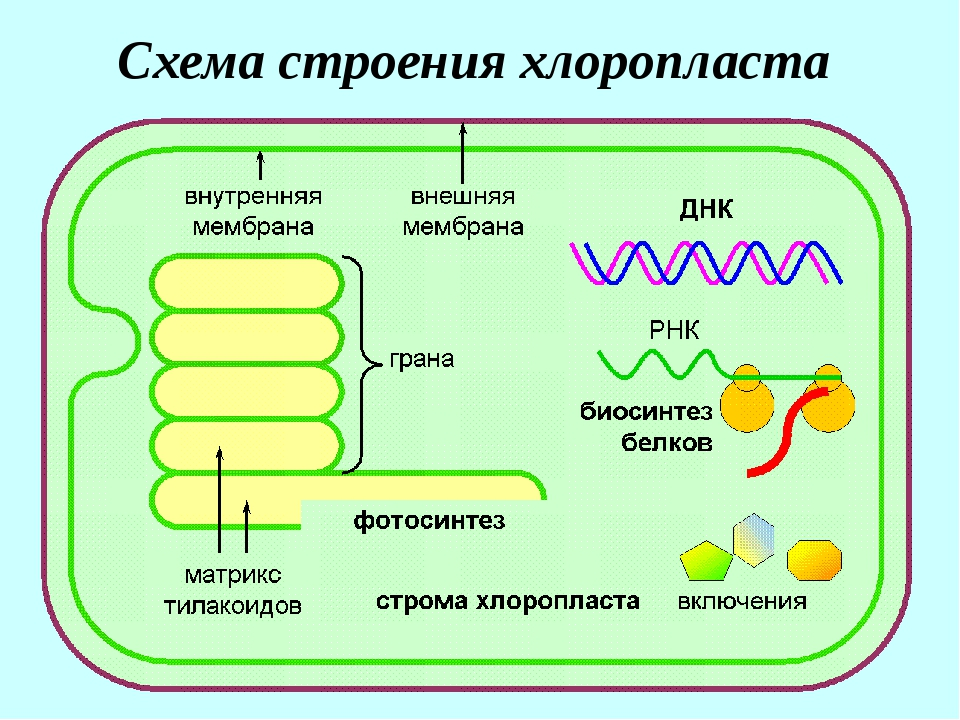 Схема строения хлоропласта
внутренняя
мембрана
внешняя
мембрана
ДНК
РНК
грана
биосинтез
белков
фотосинтез
матрикс
тилакоидов
строма хлоропласта
включения